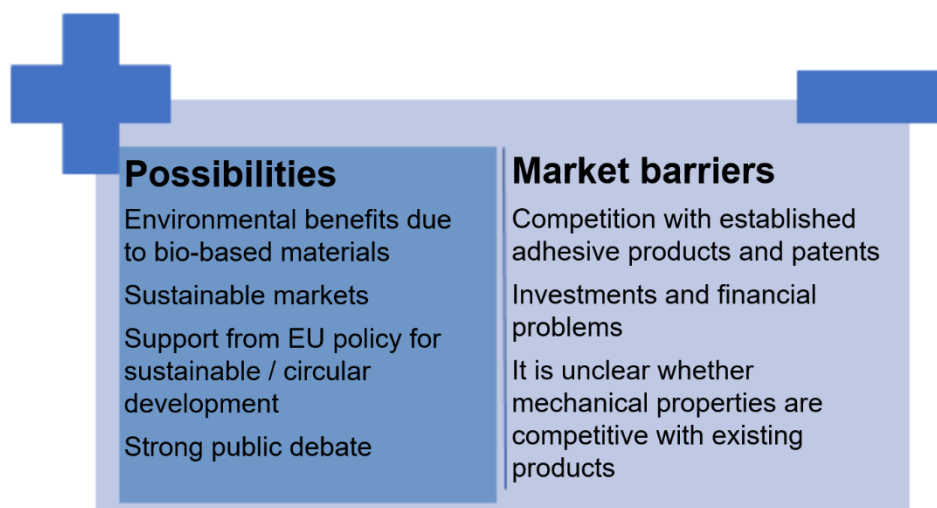 Possibilities
Environmental benefits due
to bio-based materials
Sustainable markets
Support from EU policy for
sustainable / circular
development
Strong public debate
Market barriers
Competition with established
adhesive products and patents
Investments and financial
problems
It is unclear whether
mechanical properties are
competitive with existing
products